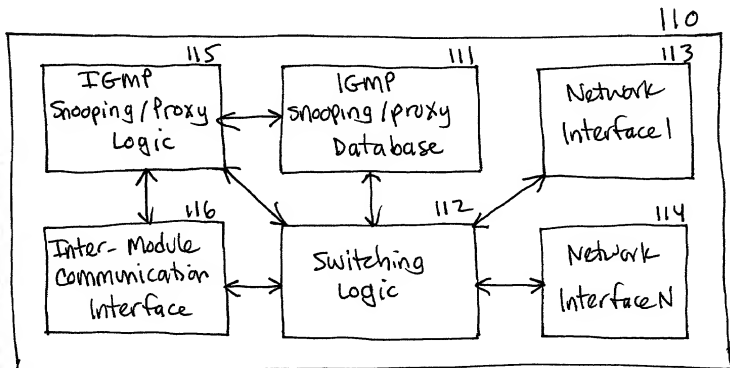 110
115
IGMP
Snooping/Proxy
Logic
111
IGMP
Snooping/proxy
Database
113
Network
Interface 1
116
Inter-Module
Communication
Interface
112
Switching
Logic
114
Network
Interface N